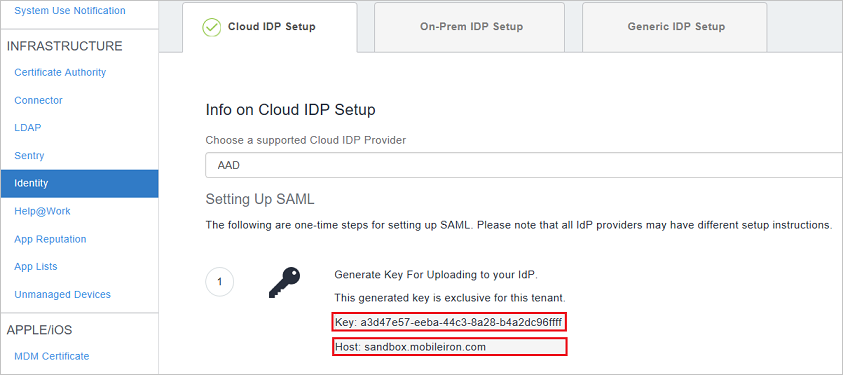 System Use Notification
INFRASTRUCTURE
Certificate Authority
Connector
LDAP
Sentry
Identity
Help@Work
App Reputation
App Lists
Unmanaged Devices
APPLE/iOS
MDM Certificate
Cloud IDP Setup
On-Prem IDP Setup
Generic IDP Setup
Info on Cloud IDP Setup
Choose a supported Cloud IDP Provider
AAD
Setting Up SAML
The following are one-time steps for setting up SAML. Please note that all IdP providers may have different setup instructions.
1
Generate Key For Uploading to your IdP.
This generated key is exclusive for this tenant.
Key: a3d47e57-eeba-44c3-8a28-b4a2dc96ffff
Host: sandbox.mobileiron.com